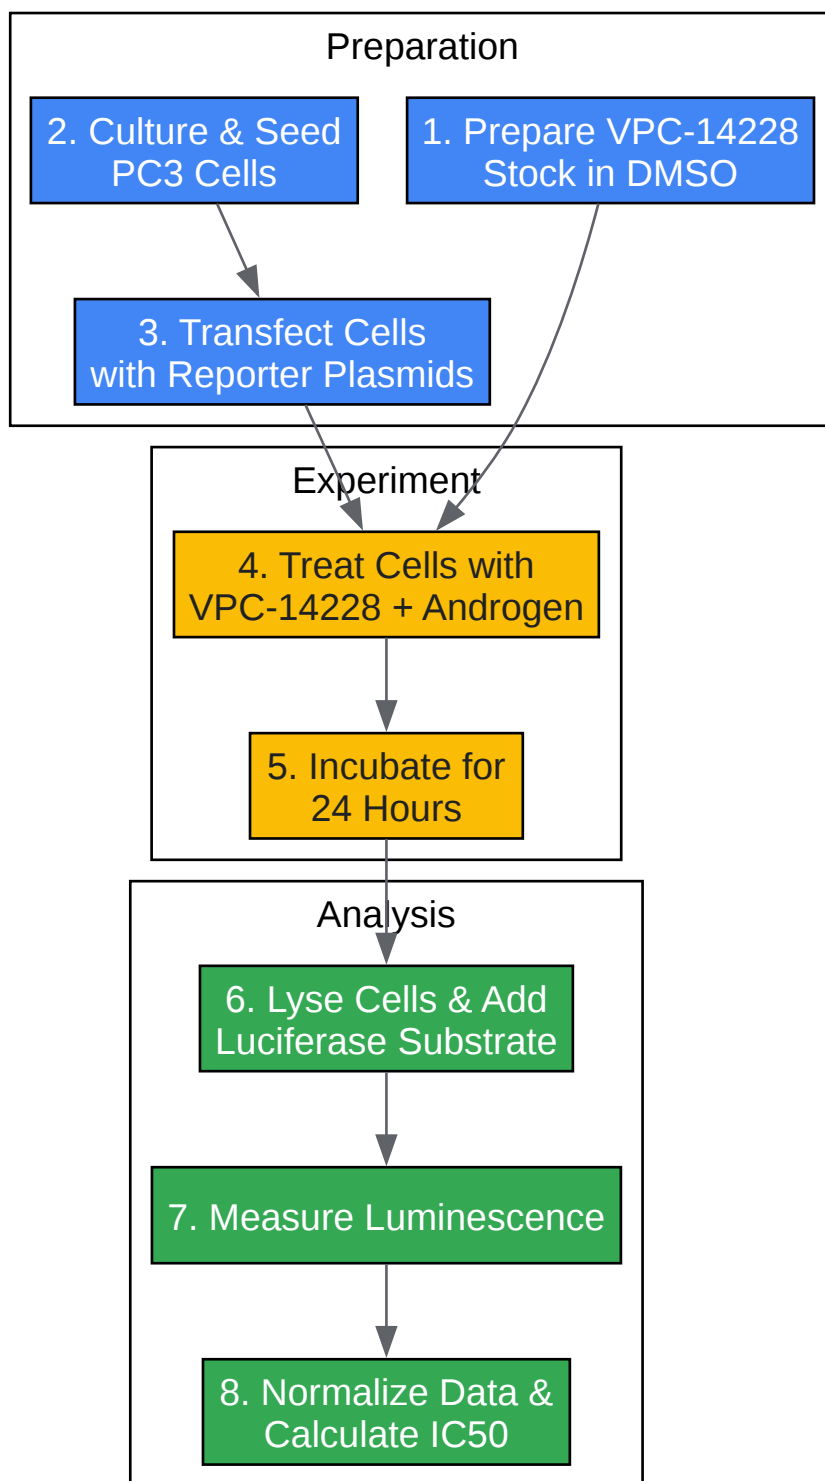 Preparation
2. Culture & Seed
PC3 Cells
1. Prepare VPC-14228
Stock in DMSO
3. Transfect Cells
with Reporter Plasmids
Experiment
4. Treat Cells with
VPC-14228 + Androgen
5. Incubate for
24 Hours
Analysis
6. Lyse Cells & Add
Luciferase Substrate
7. Measure Luminescence
8. Normalize Data &
Calculate IC50